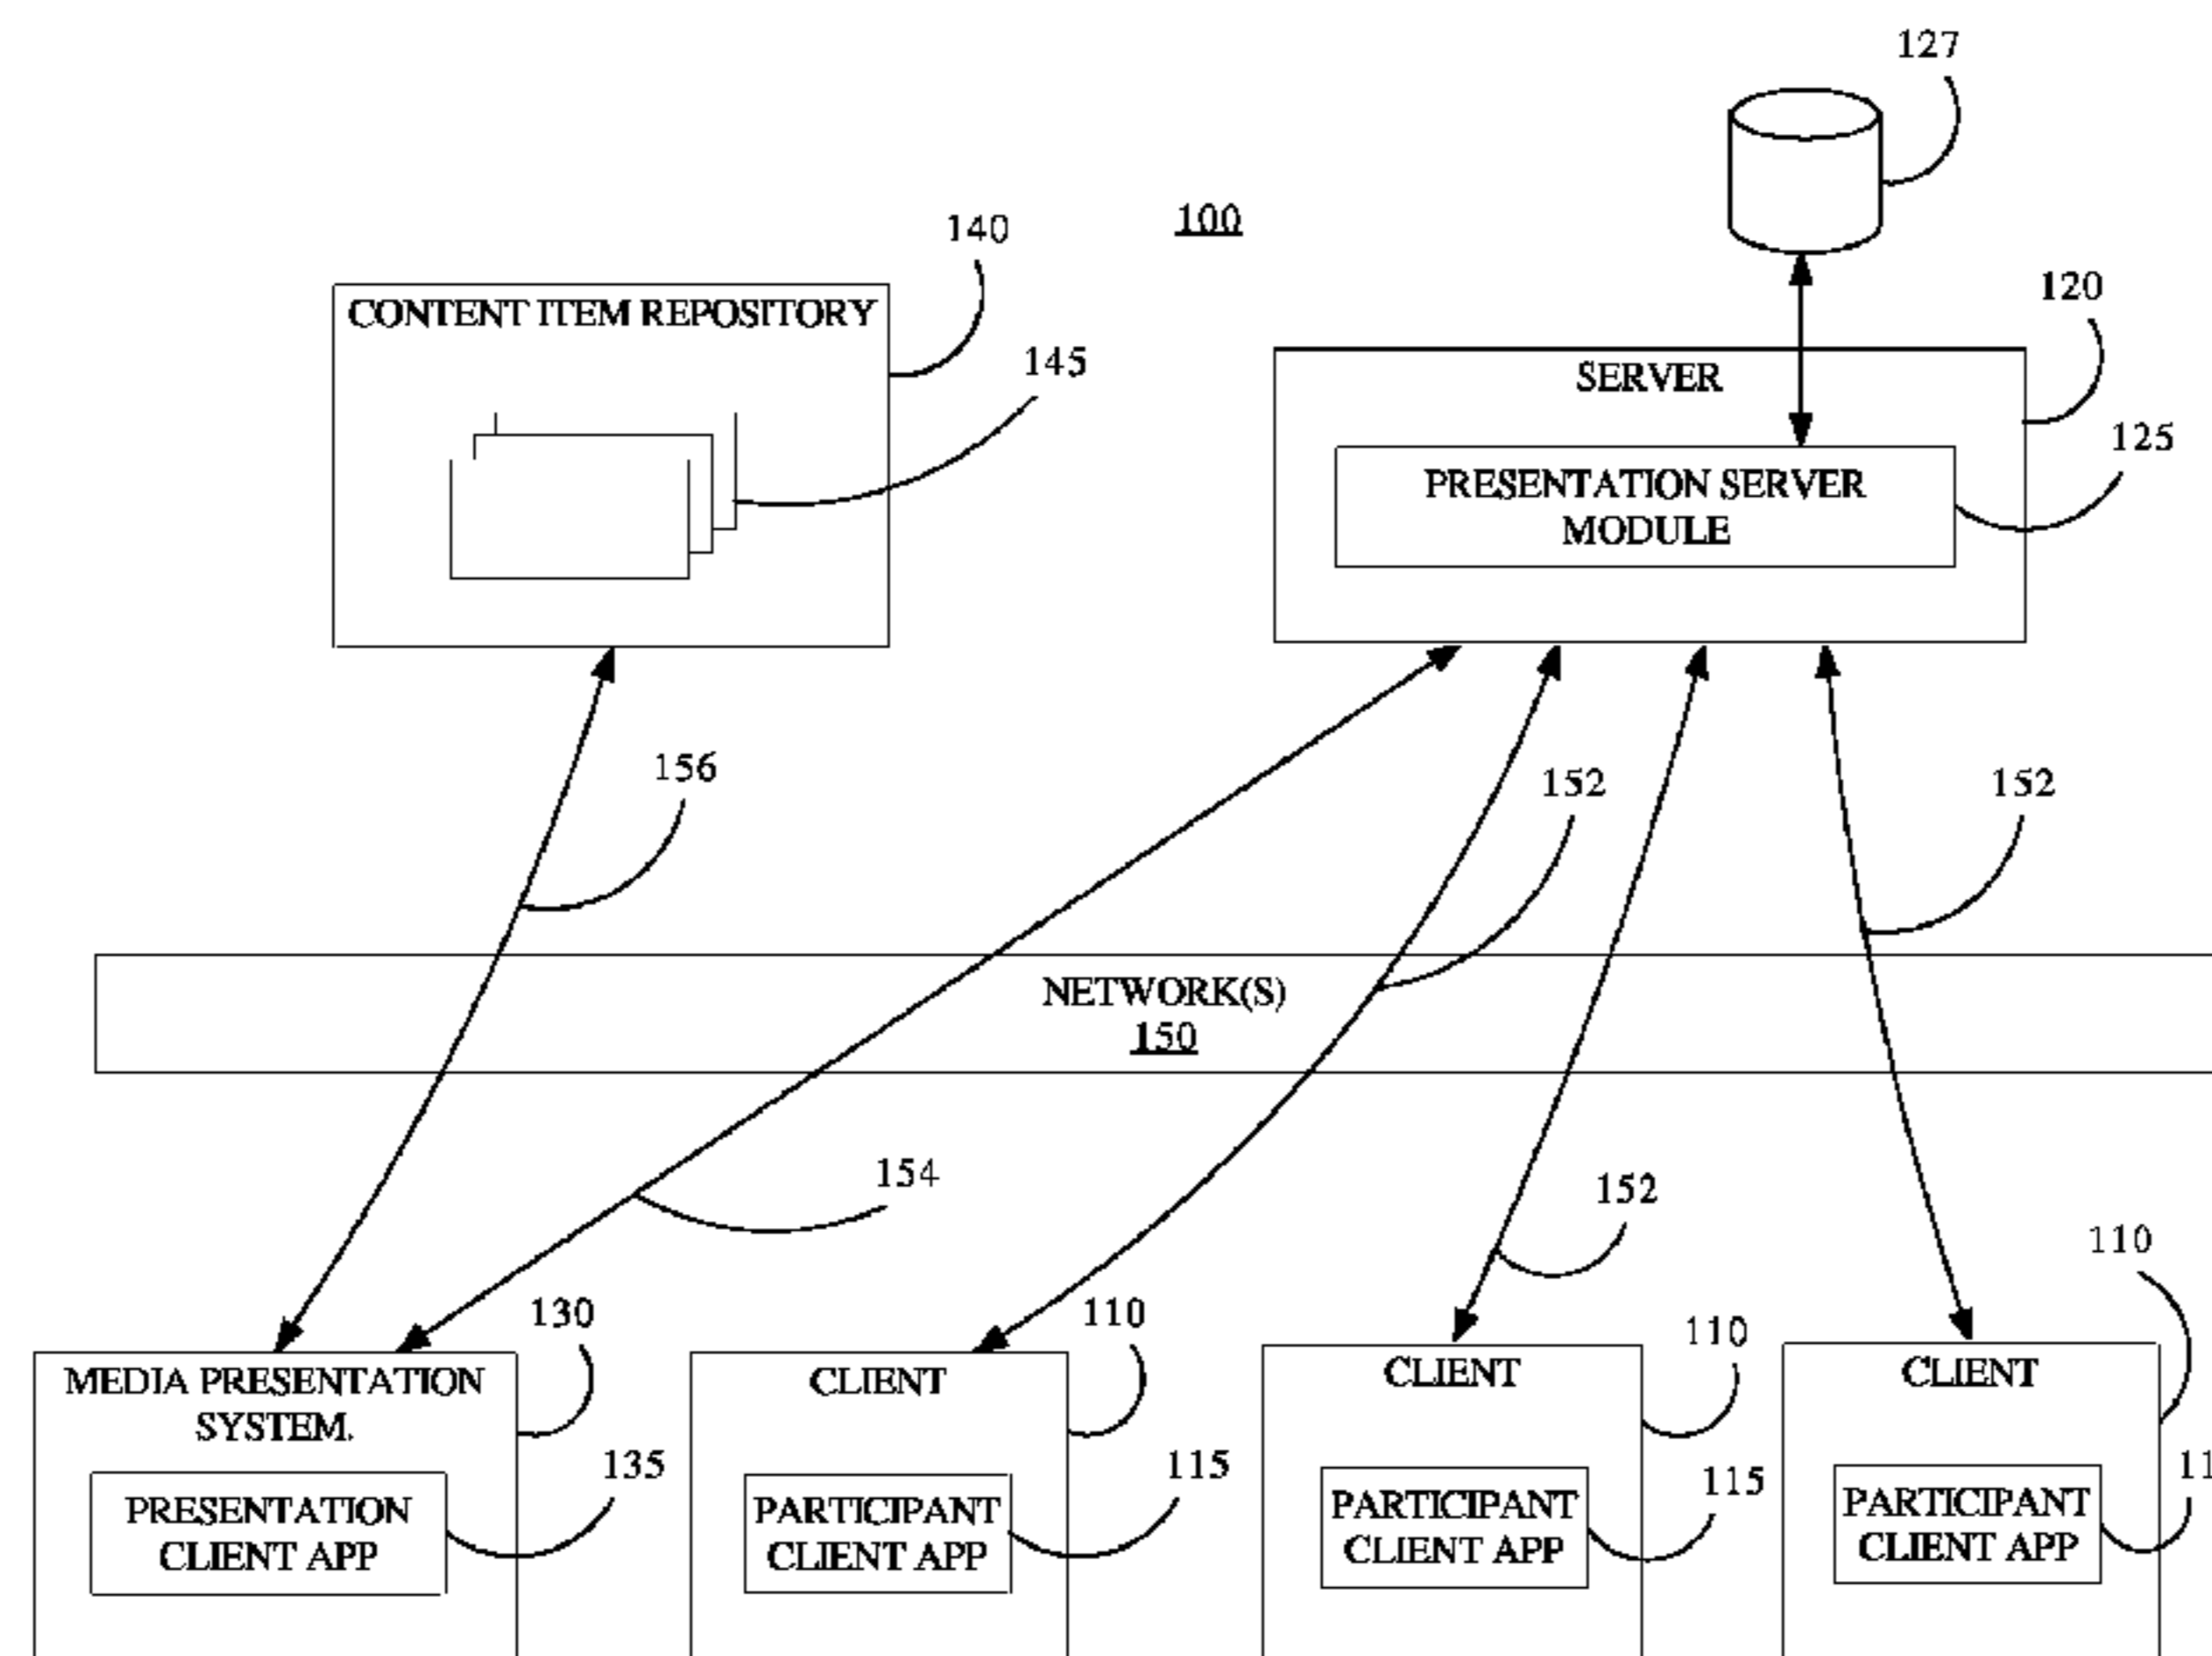 127
100
140
CONTENT ITEM REPOSITORY
145
120
SERVER
125
PRESENTATION SERVER
MODULE
156
152
152
NETWORK(S)
150
154
152
110
130
110
110
MEDIA PRESENTATION
SYSTEM.
CLIENT
CLIENT
CLIENT
135
115
115
11
PRESENTATION
CLIENT APP
PARTICIPANT
CLIENT APP
PARTICIPANT
CLIENT APP
PARTICIPANT
CLIENT APP